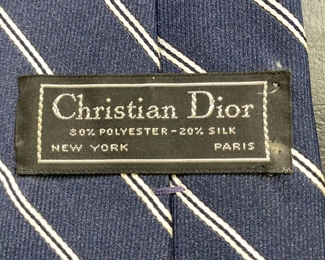 Christian Dior
80% POLYESTER - 20% SILK
NEW YORK PARIS